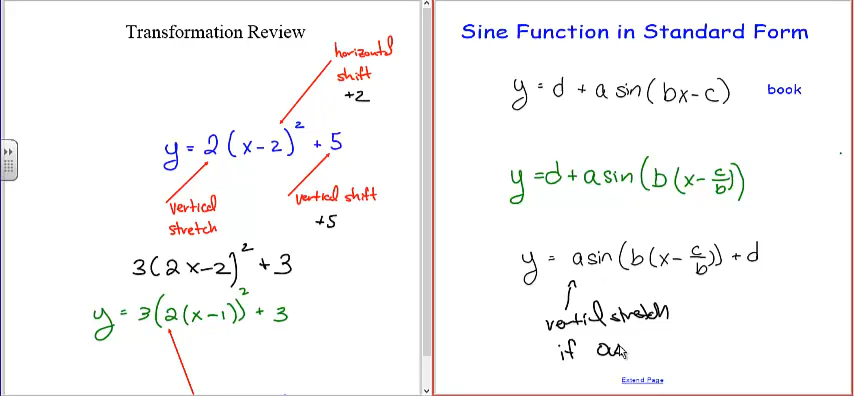 Transformation Review
horizontal
shift
+2
y = 2(x-2)² + 5
vertical
stretch
vertical shift
+5
3(2x-2)² + 3
y = 3(2(x-1))² + 3
Sine Function in Standard Form
y = d + a sin(bx-c)
book
y = d + a sin(b(x-c/b))
y = a sin(b(x-c/b)) + d
vertical stretch
if
Extend Page